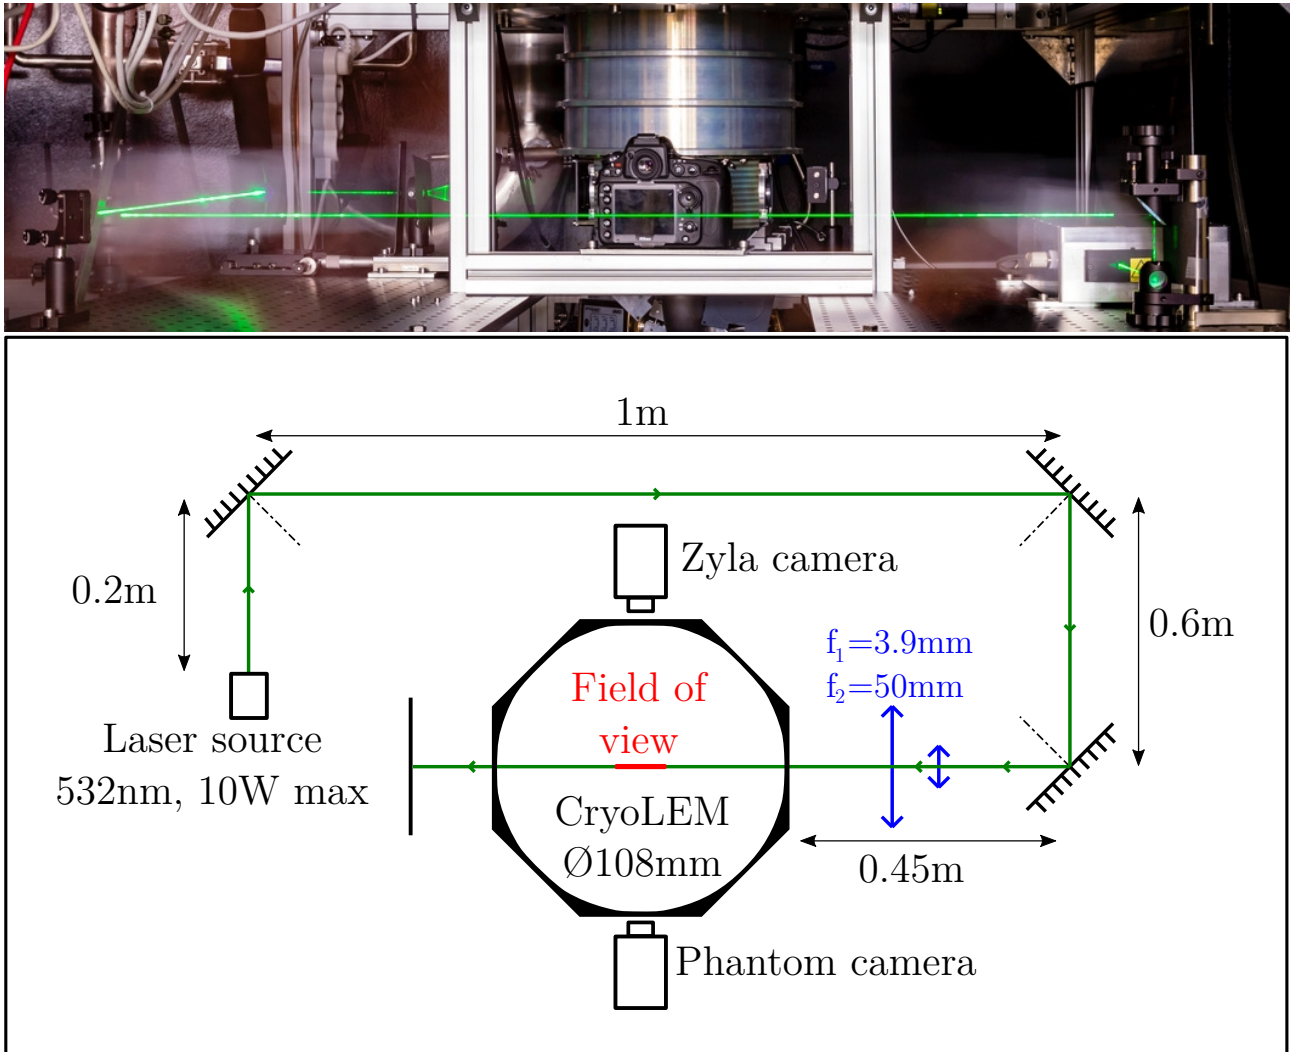 1m
Zyla camera
0.2m
0.6m
f₁=3.9mm
f₂=50mm
Field of
view
Laser source
532nm, 10W max
CryoLEM
Ø108mm
0.45m
Phantom camera